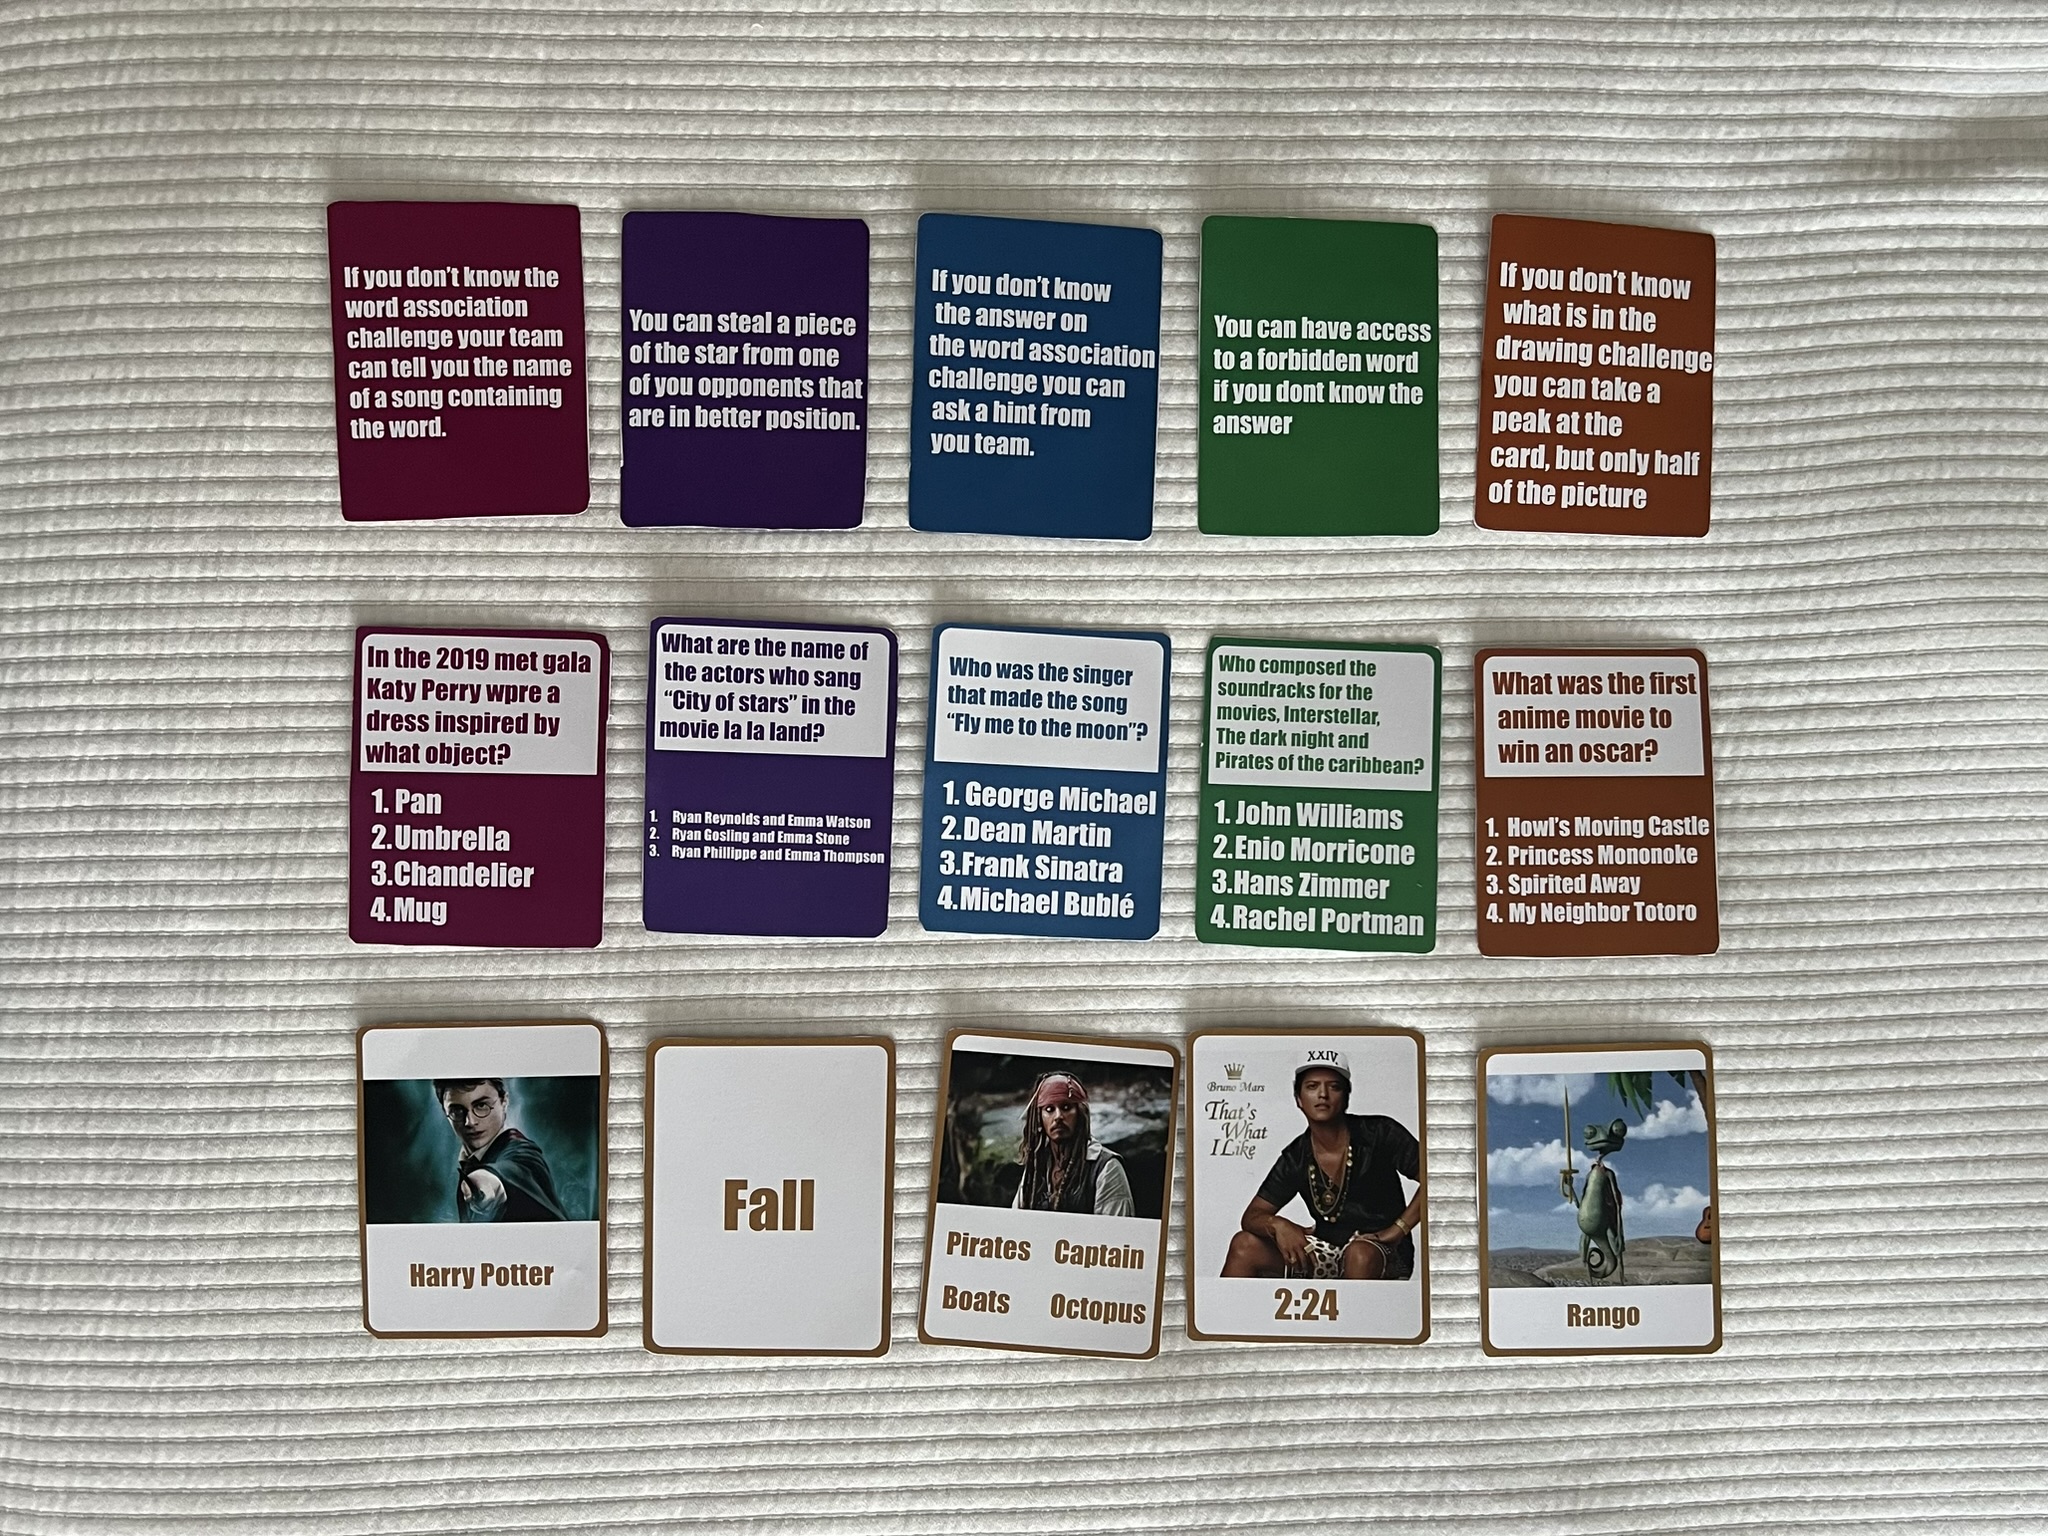 If you don't know the
word association
challenge your team
can tell you the name
of a song containing
the word.
You can steal a piece
of the star from one
of you opponents that
are in better position.
If you don't know
the answer on
the word association
challenge you can
ask a hint from
you team.
You can have access
to a forbidden word
if you dont know the
answer
If you don't know
what is in the
drawing challenge
you can take a
peak at the
card, but only half
of the picture
In the 2019 met gala
Katy Perry wpre a
dress inspired by
what object?
1. Pan
2. Umbrella
3. Chandelier
4. Mug
What are the name of
the actors who sang
“City of stars” in the
movie la la land?
1. Ryan Reynolds and Emma Watson
2. Ryan Gosling and Emma Stone
3. Ryan Phillippe and Emma Thompson
Who was the singer
that made the song
“Fly me to the moon”?
1. George Michael
2.Dean Martin
3.Frank Sinatra
4.Michael Bublé
Who composed the
soundracks for the
movies, Interstellar,
The dark night and
Pirates of the caribbean?
1. John Williams
2.Enio Morricone
3.Hans Zimmer
4.Rachel Portman
What was the first
anime movie to
win an oscar?
1. Howl's Moving Castle
2. Princess Mononoke
3. Spirited Away
4. My Neighbor Totoro
Harry Potter
Fall
Pirates Captain
Boats Octopus
XXIV
Bruno Mars
That's
What
I Like
2:24
Rango